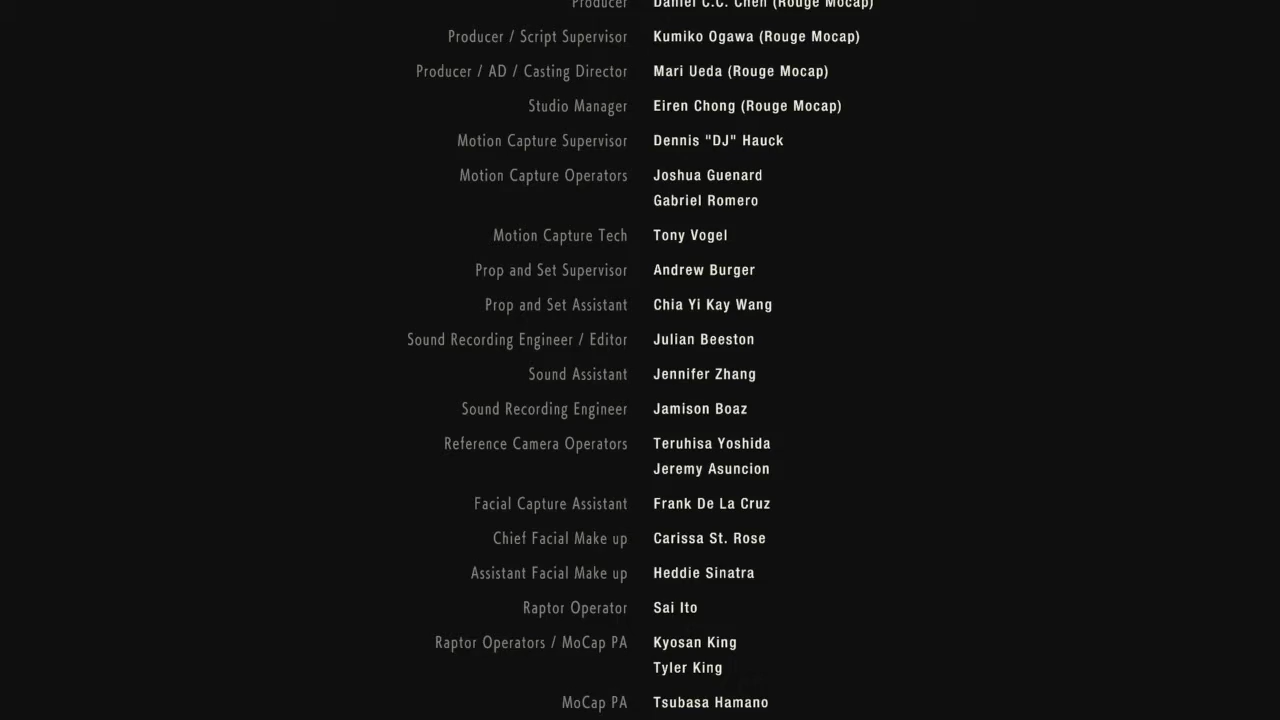 Producer Daniel C.C. Chen (Rouge Mocap)
Producer / Script Supervisor Kumiko Ogawa (Rouge Mocap)
Producer / AD / Casting Director Mari Ueda (Rouge Mocap)
Studio Manager Eiren Chong (Rouge Mocap)
Motion Capture Supervisor Dennis "DJ" Hauck
Motion Capture Operators Joshua Guenard
Gabriel Romero
Motion Capture Tech Tony Vogel
Prop and Set Supervisor Andrew Burger
Prop and Set Assistant Chia Yi Kay Wang
Sound Recording Engineer / Editor Julian Beeston
Sound Assistant Jennifer Zhang
Sound Recording Engineer Jamison Boaz
Reference Camera Operators Teruhisa Yoshida
Jeremy Asuncion
Facial Capture Assistant Frank De La Cruz
Chief Facial Make up Carissa St. Rose
Assistant Facial Make up Heddie Sinatra
Raptor Operator Sai Ito
Raptor Operators / MoCap PA Kyosan King
Tyler King
MoCap PA Tsubasa Hamano